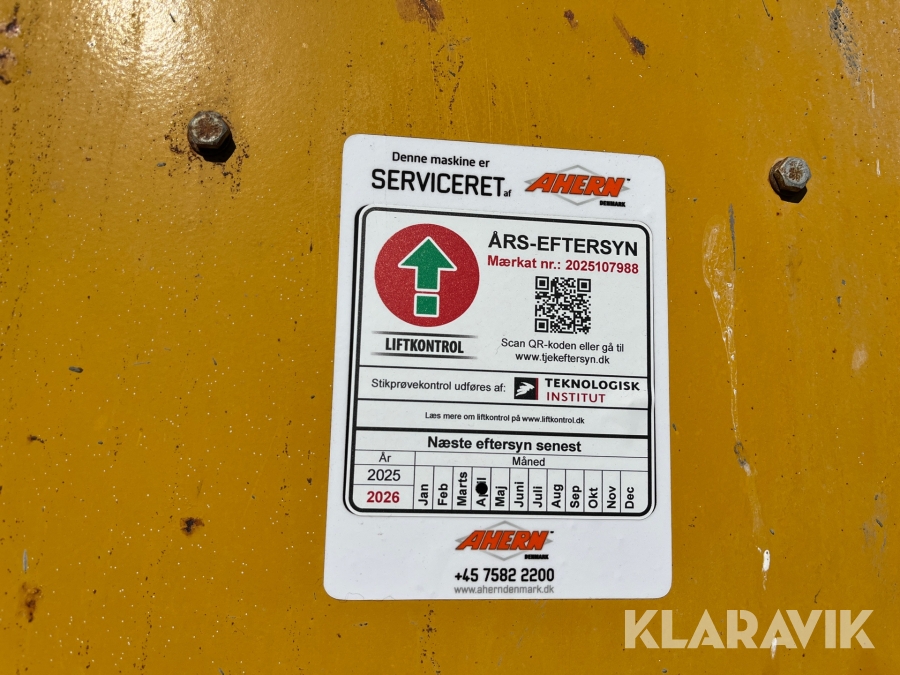 Denne maskine er
SERVICERET af AHERN
DENMARK
ÅRS-EFTERSYN
Mærkat nr.: 2025107988
LIFTKONTROL
Scan QR-koden eller gå til
www.tjekeftersyn.dk
Stikprøvekontrol udføres af: TEKNOLOGISK
INSTITUT
Læs mere om liftkontrol på www.liftkontrol.dk
Næste eftersyn senest
År Måned
2025
2026
Jan Feb Marts Maj Juni Juli Aug Sep Okt Nov Dec
AHERN
DENMARK
+45 7582 2200
www.aherndenmark.dk
KLARAVIK